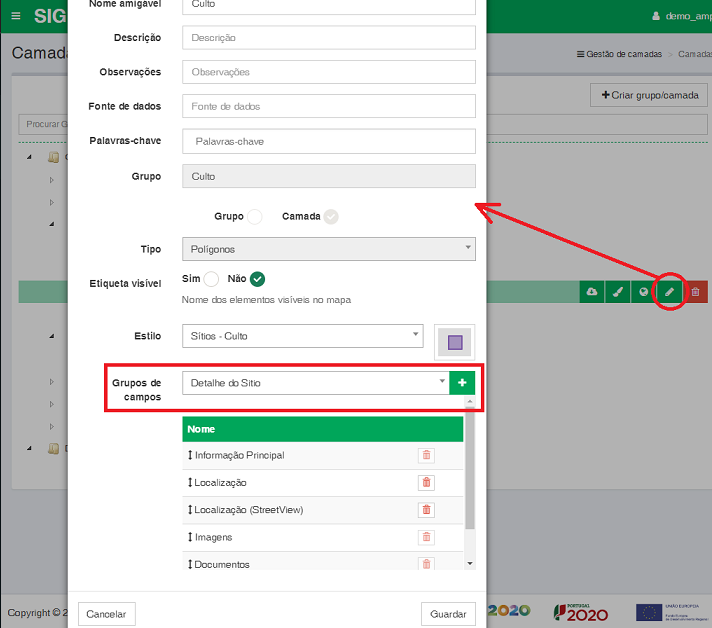 SIG
demo_amp
Nome amigável
Culto
Camada
Gestão de camadas > Camadas
Descrição
Descrição
Observações
Observações
Criar grupo/camada
Fonte de dados
Fonte de dados
Procurar G
Palavras-chave
Palavras-chave
Grupo
Culto
Grupo
Camada
Tipo
Polígonos
Etiqueta visível
Sim
Não
Nome dos elementos visíveis no mapa
Estilo
Sítios - Culto
Grupos de
campos
Detalhe do Sitio
Nome
Informação Principal
Localização
Localização (StreetView)
Imagens
Documentos
Cancelar
Guardar
Copyright © 2
2020
PORTUGAL
2020
UNIÃO EUROPEIA